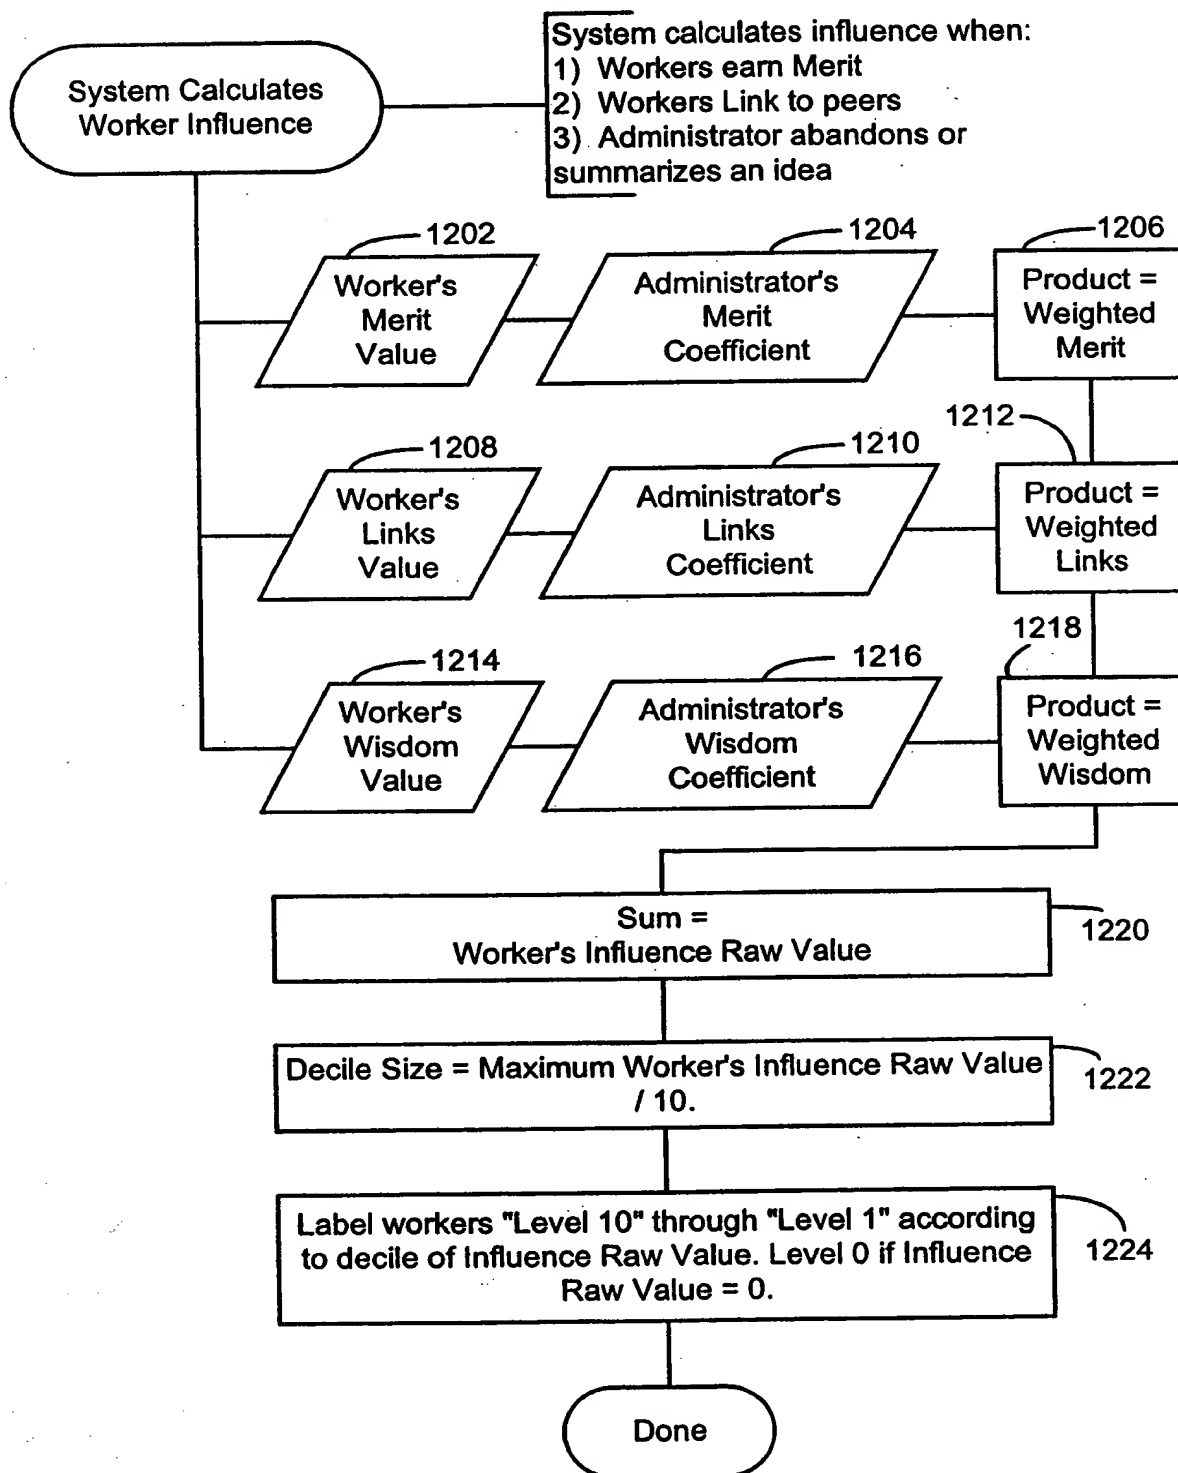 System Calculates
Worker Influence
System calculates influence when:
1) Workers earn Merit
2) Workers Link to peers
3) Administrator abandons or
summarizes an idea
1202
1204
1206
Worker's
Merit
Value
Administrator's
Merit
Coefficient
Product =
Weighted
Merit
1208
1210
1212
Worker's
Links
Value
Administrator's
Links
Coefficient
Product =
Weighted
Links
1214
1216
1218
Worker's
Wisdom
Value
Administrator's
Wisdom
Coefficient
Product =
Weighted
Wisdom
Sum =
Worker's Influence Raw Value
1220
Decile Size = Maximum Worker's Influence Raw Value
/ 10.
1222
Label workers "Level 10" through "Level 1" according
to decile of Influence Raw Value. Level 0 if Influence
Raw Value = 0.
1224
Done